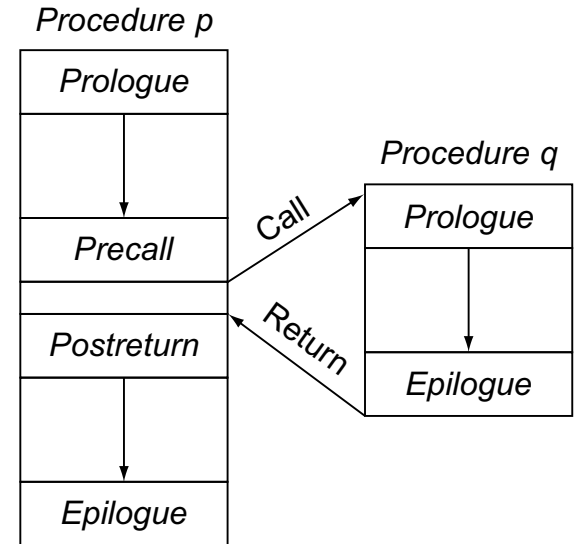 Procedure p
Prologue
Precall
Postreturn
Epilogue
Call
Return
Procedure q
Prologue
Epilogue